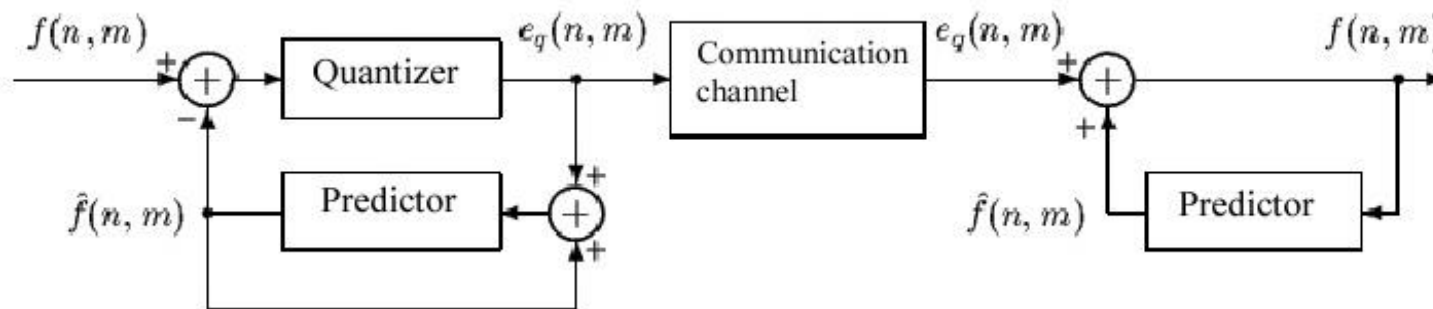 f(n, m)
+
+
−
Quantizer
e_q(n, m)
Communication
channel
e_q(n, m)
+
+
+
f(n, m)
f̂(n, m)
Predictor
+
+
+
f̂(n, m)
Predictor